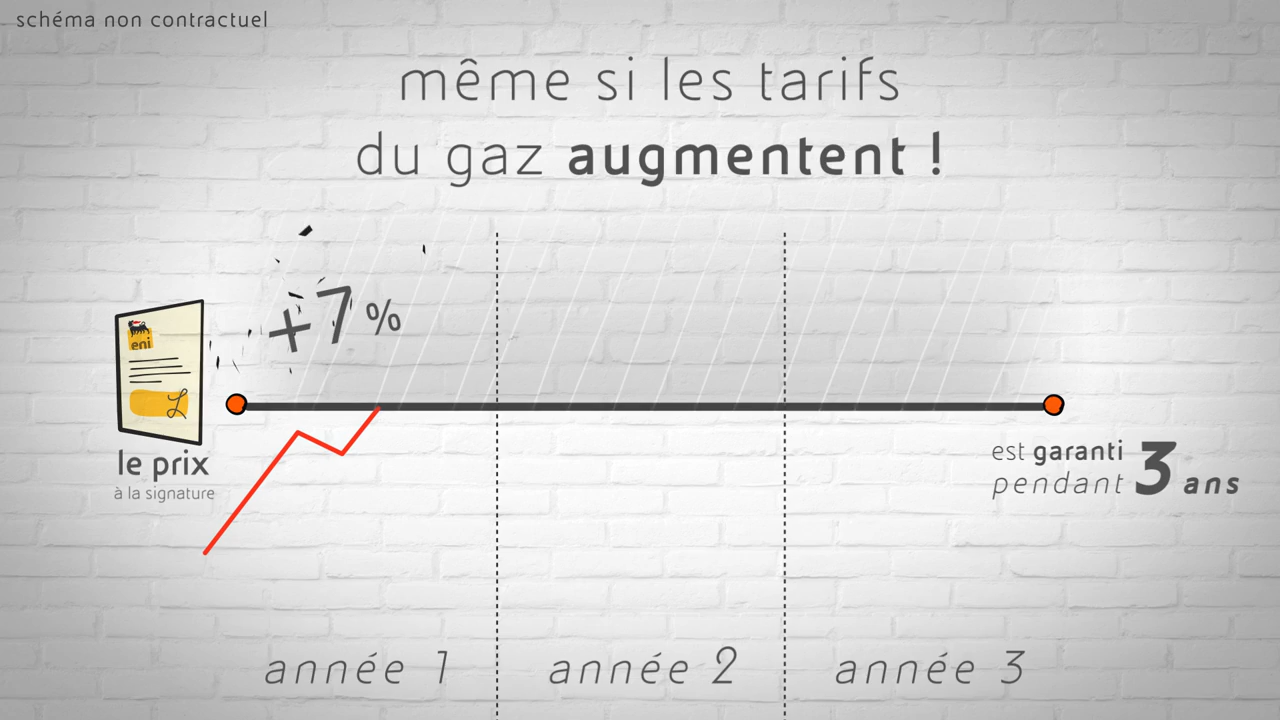 schéma non contractuel
même si les tarifs
du gaz augmentent !
+7 %
eni
le prix
à la signature
est garanti
pendant 3 ans
année 1
année 2
année 3